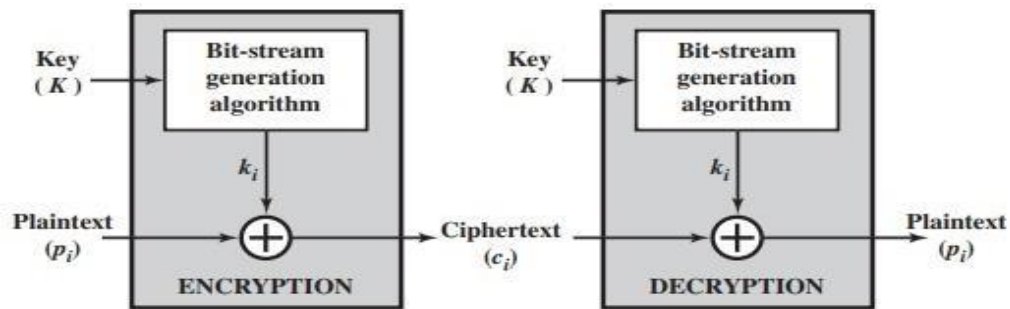 Key
( K )
Bit-stream
generation
algorithm
k_i
Plaintext
(p_i)
ENCRYPTION
Ciphertext
(c_i)
Key
( K )
Bit-stream
generation
algorithm
k_i
Plaintext
(p_i)
DECRYPTION